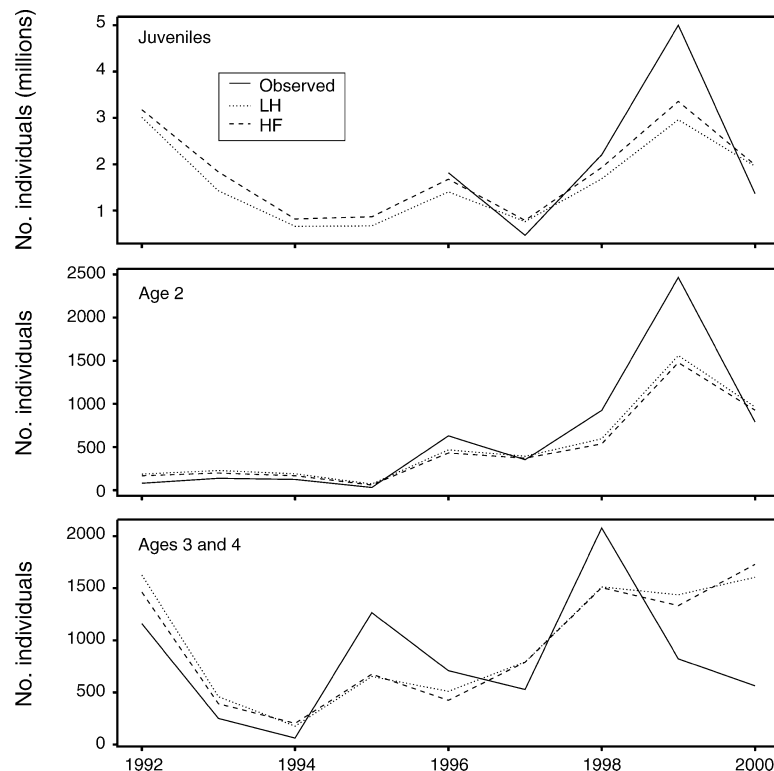 No. individuals (millions)
5
4
3
2
1
Juveniles
Observed
LH
HF
No. individuals
2500
2000
1500
1000
500
0
Age 2
No. individuals
2000
1500
1000
500
0
Ages 3 and 4
1992 1994 1996 1998 2000